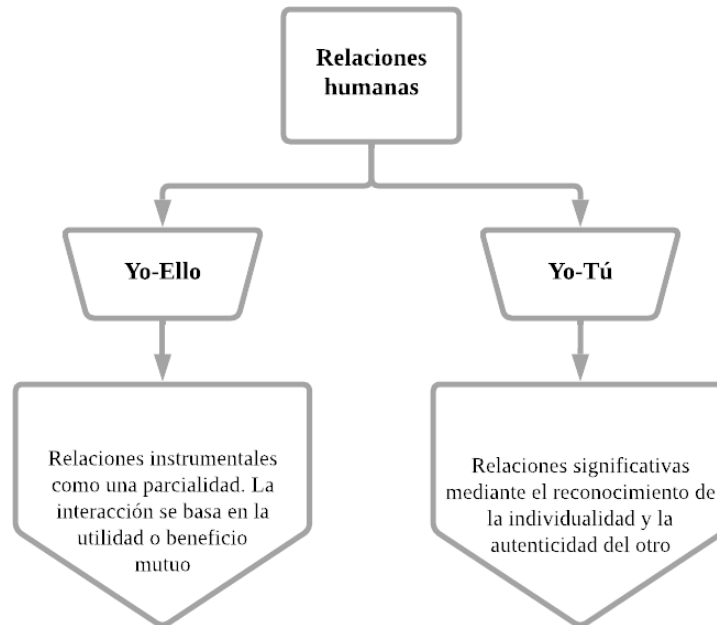 Relaciones
humanas
Yo-Ello
Yo-Tú
Relaciones instrumentales
como una parcialidad. La
interacción se basa en la
utilidad o beneficio
mutuo
Relaciones significativas
mediante el reconocimiento de
la individualidad y la
autenticidad del otro